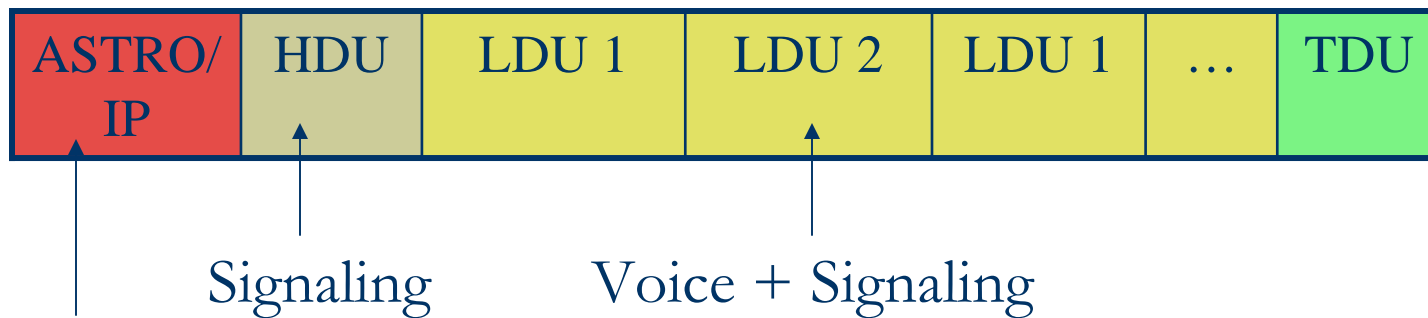 ASTRO/ HDU LDU 1 LDU 2 LDU 1 ... TDU
IP
Signaling Voice + Signaling